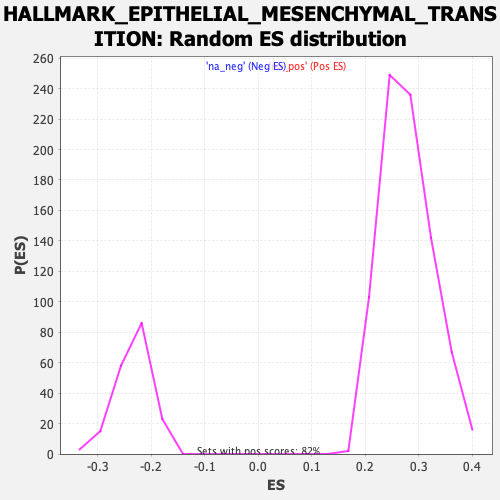 HALLMARK_EPITHELIAL_MESENCHYMAL_TRANS
ITION: Random ES distribution
'na_neg' (Neg ES) pos' (Pos ES)
260
240
220
200
180
160
140
120
100
80
60
40
20
0
P(ES)
Sets with pos scores: 82%
-0.3 -0.2 -0.1 0.0 0.1 0.2 0.3 0.4
ES